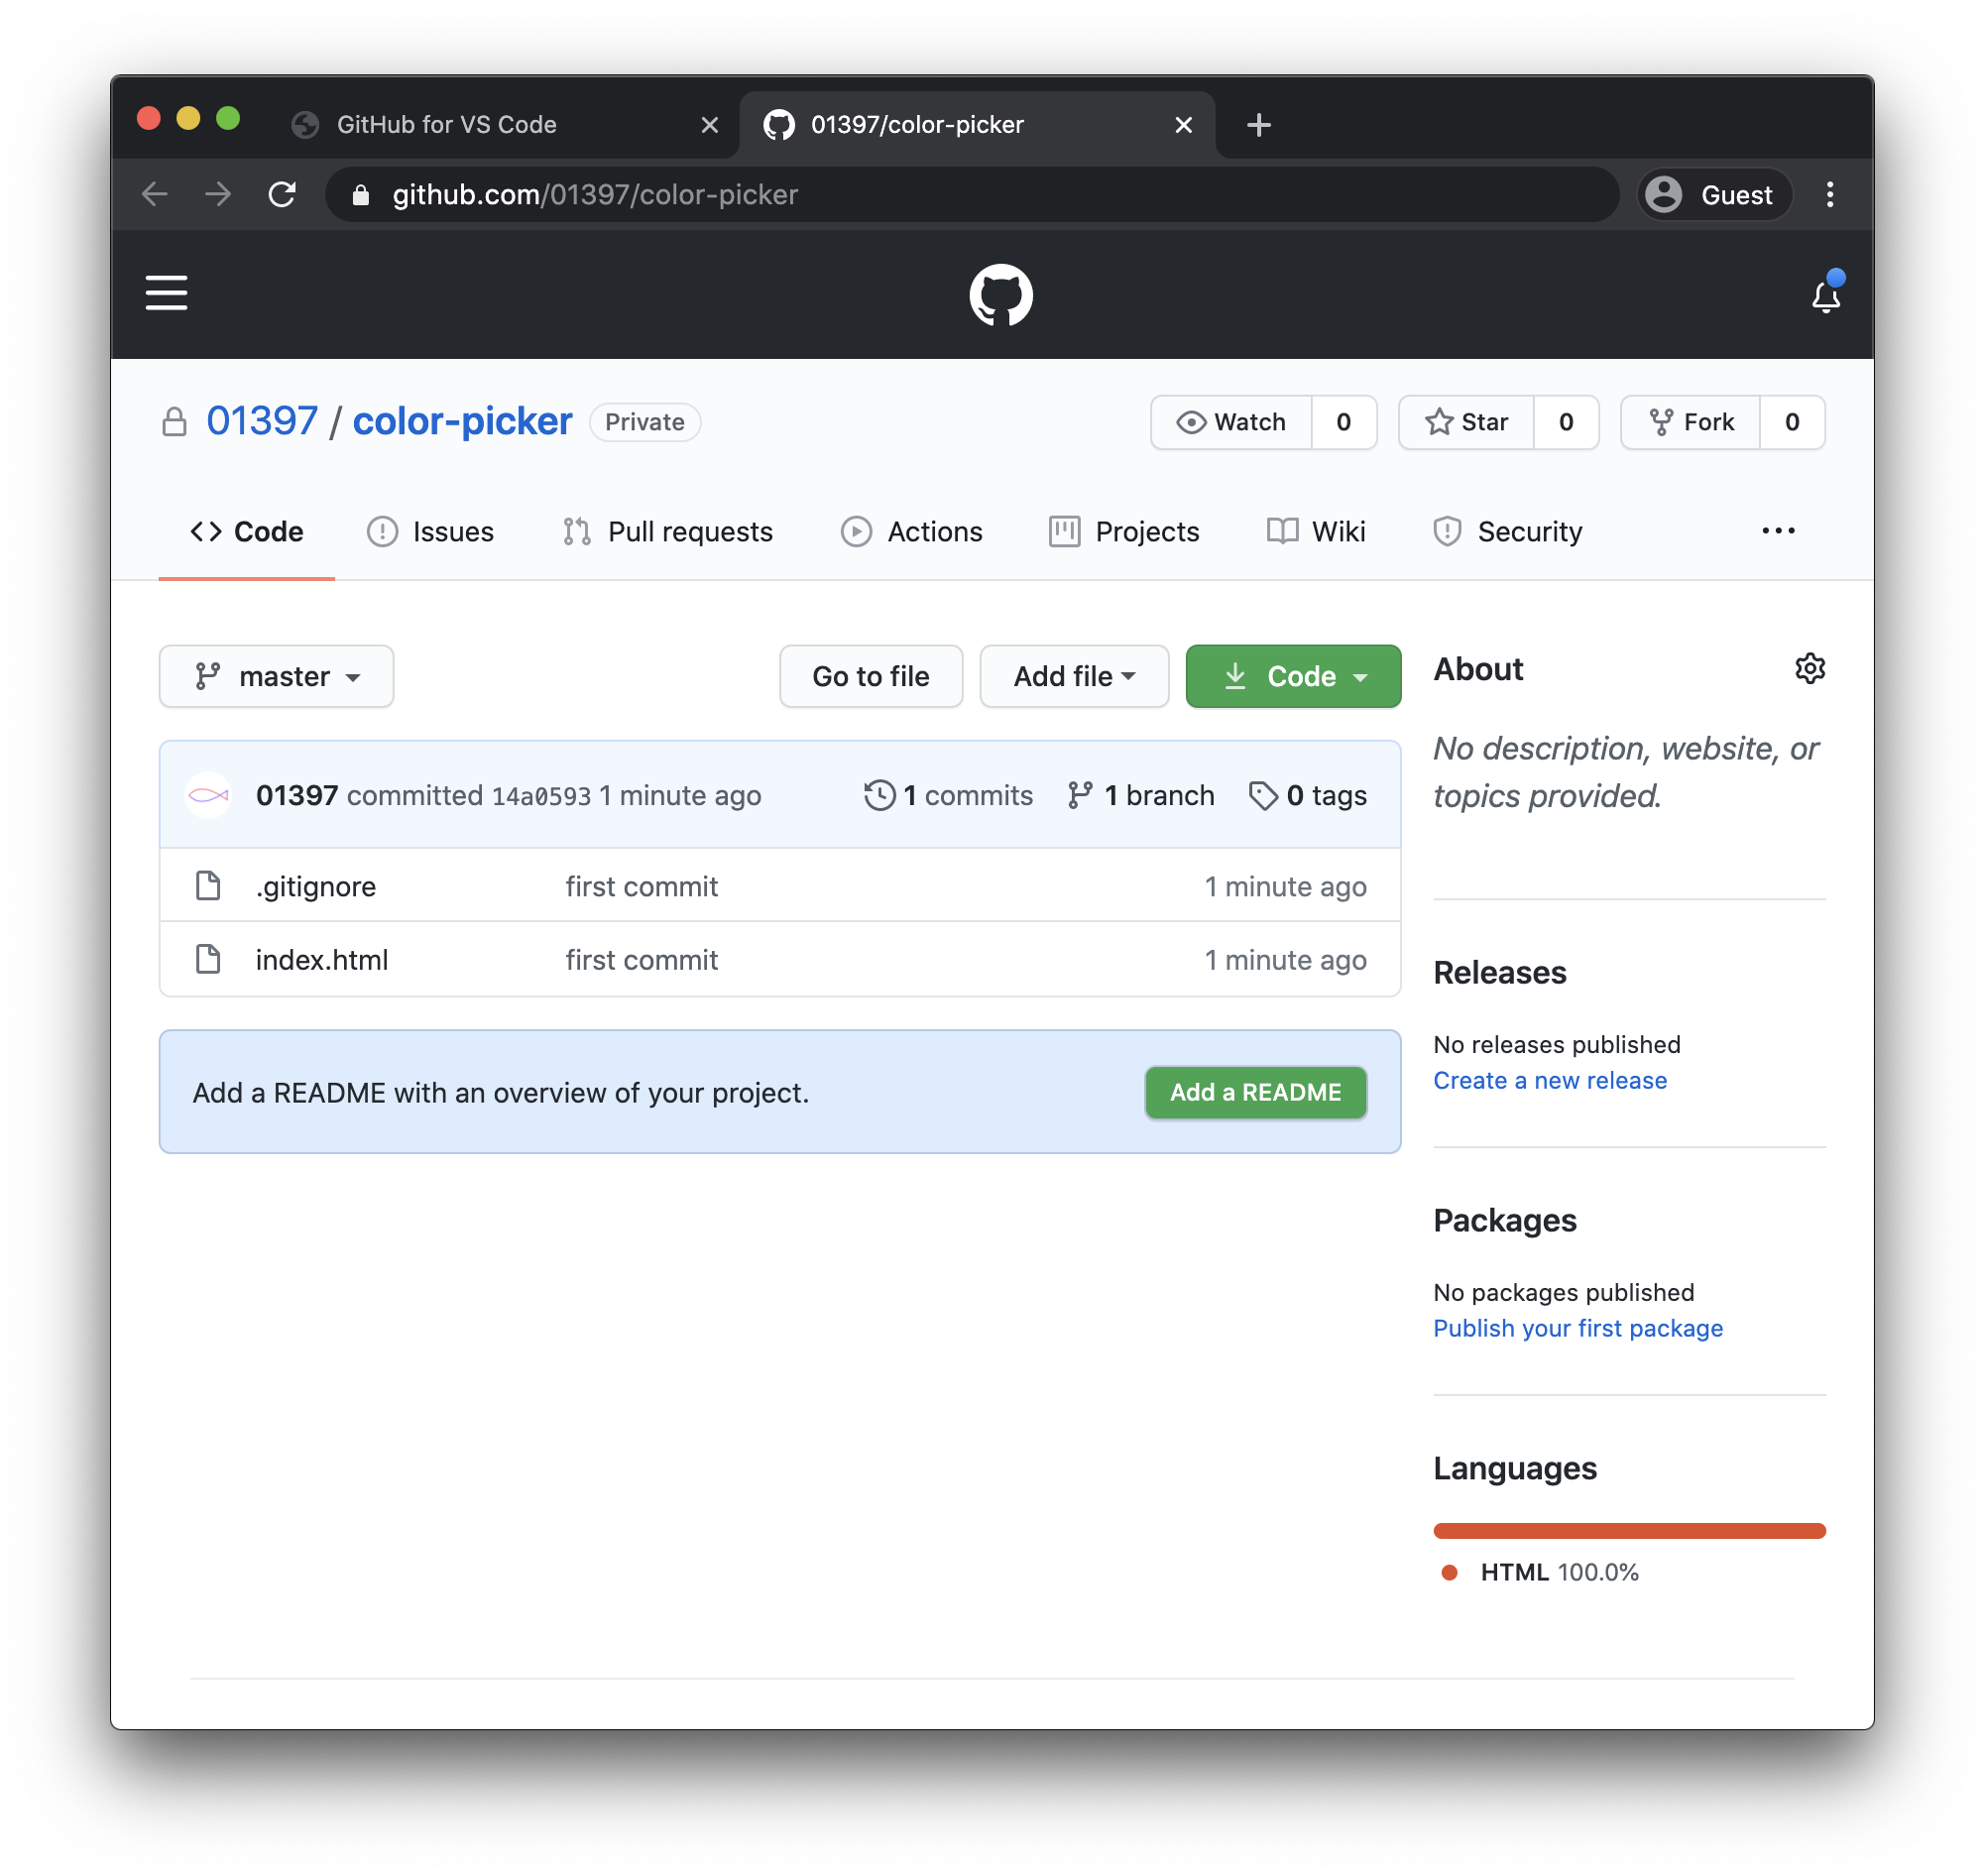 GitHub for VS Code
01397/color-picker
github.com/01397/color-picker
Guest
01397 / color-picker Private
Watch 0
Star 0
Fork 0
Code
Issues
Pull requests
Actions
Projects
Wiki
Security
master
Go to file
Add file
Code
01397 committed 14a0593 1 minute ago
1 commits
1 branch
0 tags
.gitignore first commit 1 minute ago
index.html first commit 1 minute ago
Add a README with an overview of your project.
Add a README
About
No description, website, or
topics provided.
Releases
No releases published
Create a new release
Packages
No packages published
Publish your first package
Languages
HTML 100.0%